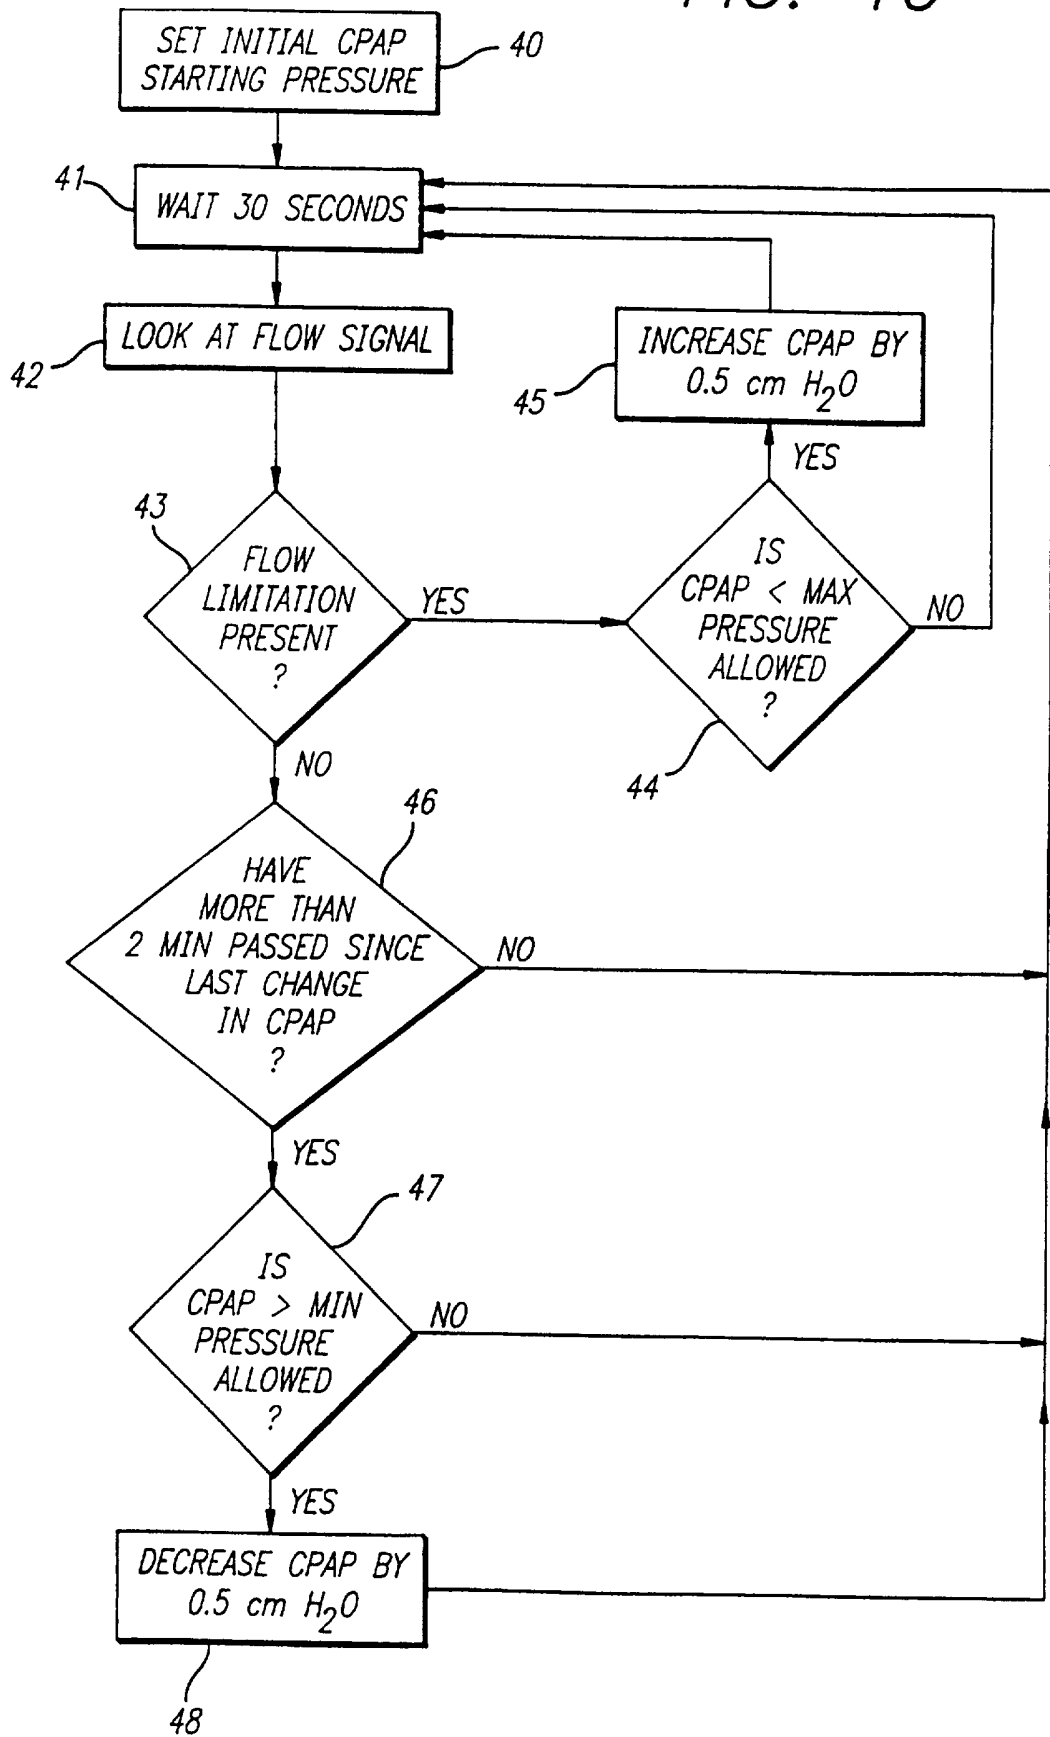 SET INITIAL CPAP
STARTING PRESSURE
40
41
WAIT 30 SECONDS
LOOK AT FLOW SIGNAL
42
INCREASE CPAP BY
0.5 cm H₂O
45
YES
43
FLOW
LIMITATION
PRESENT
?
YES
IS
CPAP < MAX
PRESSURE
ALLOWED
?
NO
44
NO
46
HAVE
MORE THAN
2 MIN PASSED SINCE
LAST CHANGE
IN CPAP
?
NO
YES
47
IS
CPAP > MIN
PRESSURE
ALLOWED
?
NO
YES
DECREASE CPAP BY
0.5 cm H₂O
48